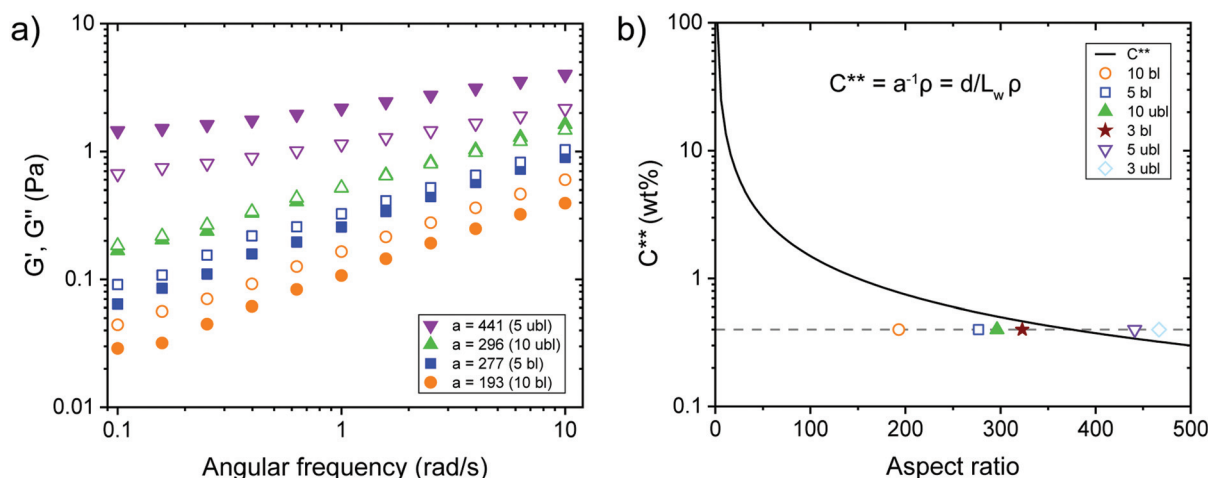 a)
10
1
0.1
0.01
G', G" (Pa)
0.1
1
10
Angular frequency (rad/s)
a = 441 (5 ubl)
a = 296 (10 ubl)
a = 277 (5 bl)
a = 193 (10 bl)
b)
100
10
1
0.1
C** (wt%)
0
100
200
300
400
500
Aspect ratio
C** = a⁻¹ρ = d/Lw ρ
C**
10 bl
5 bl
10 ubl
3 bl
5 ubl
3 ubl